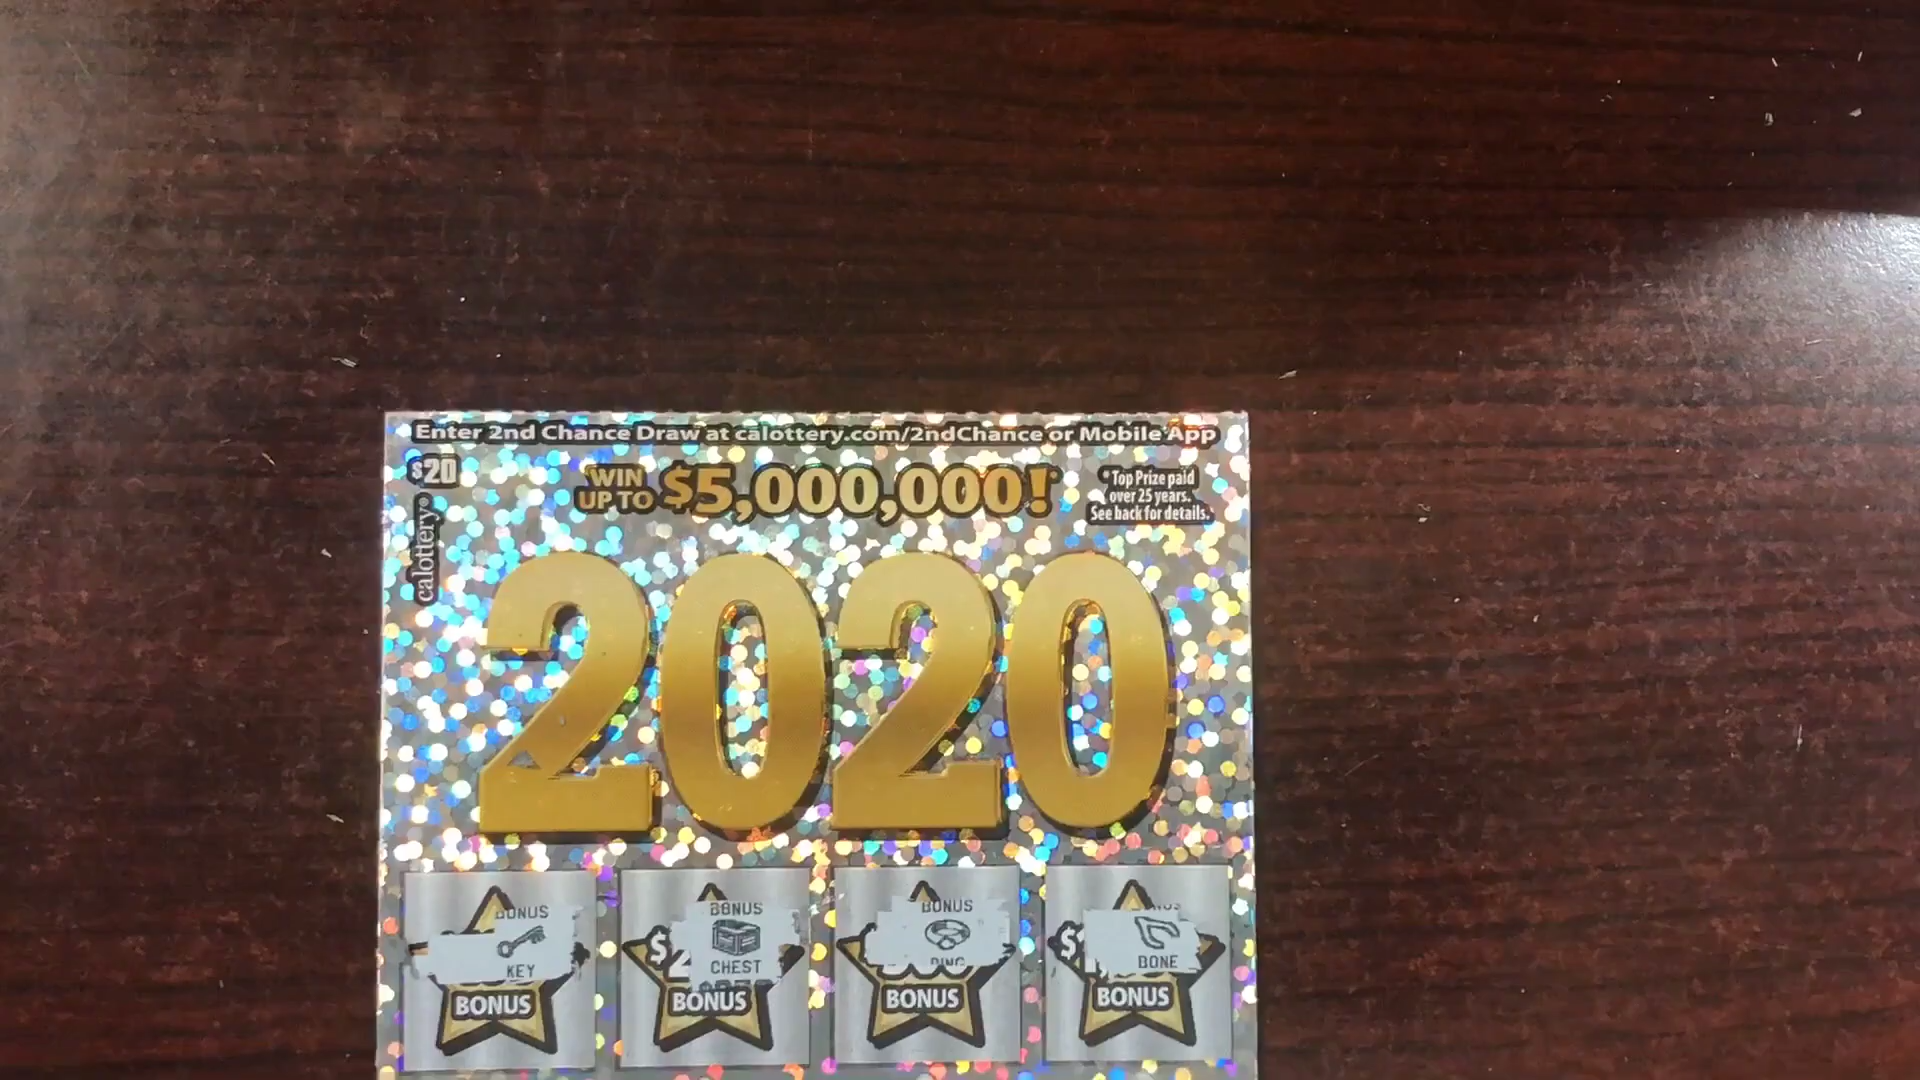 Enter 2nd Chance Draw at calottery.com/2ndChance or Mobile App
$20
calottery
WIN
UP TO
$5,000,000!*
*Top Prize paid
over 25 years.
See back for details.
2020
BONUS
KEY
BONUS
BONUS
CHEST
BONUS
BONUS
RING
BONUS
BONE
BONUS